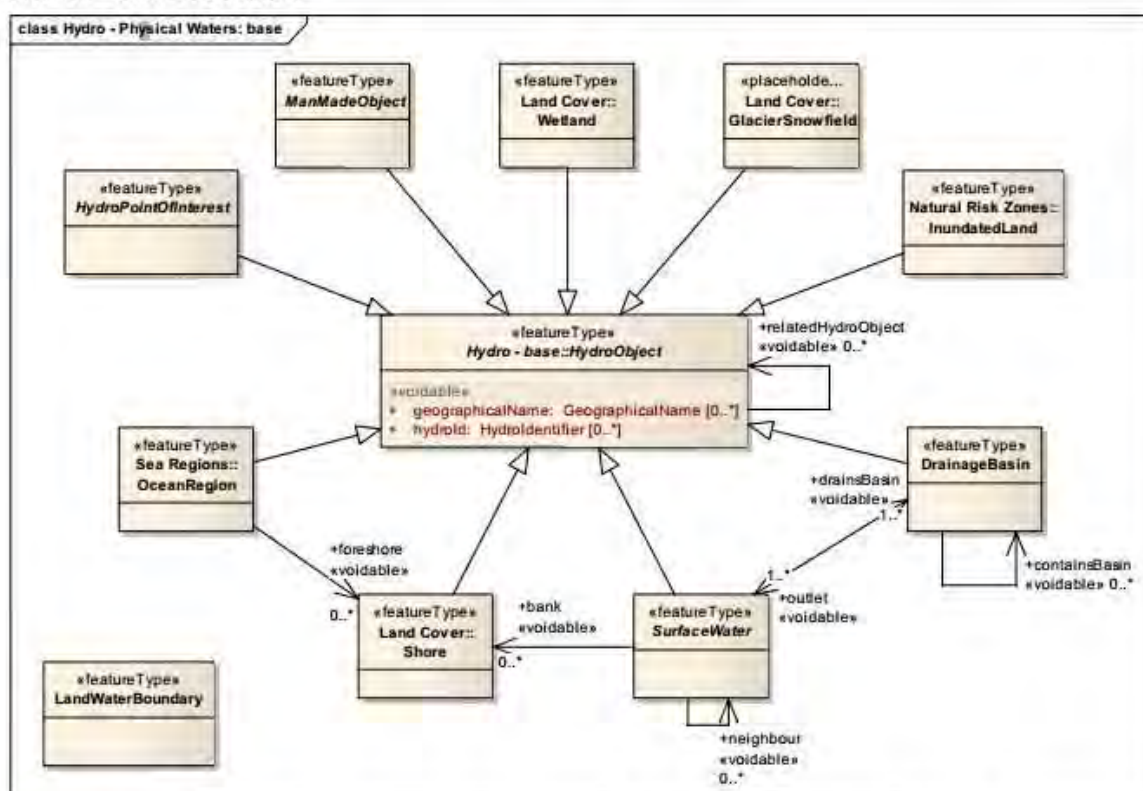 class Hydro - Physical Waters: base
«featureType»
ManMadeObject
«featureType»
Land Cover::
Wetland
«placeholde...
Land Cover::
GlacierSnowfield
«featureType»
HydroPointOfInterest
«featureType»
Natural Risk Zones::
InundatedLand
«featureType»
Hydro - base::HydroObject
«voidable»
+ geographicalName: GeographicalName [0..*]
+ hydroId: HydroIdentifier [0..*]
+relatedHydroObject
«voidable» 0..*
«featureType»
Sea Regions::
OceanRegion
«featureType»
DrainageBasin
+drainsBasin
«voidable»
1..*
+containsBasin
«voidable» 0..*
+foreshore
«voidable»
0..*
«featureType»
Land Cover::
Shore
+bank
«voidable»
0..*
«featureType»
SurfaceWater
1..*
+outlet
«voidable»
«featureType»
LandWaterBoundary
+neighbour
«voidable»
0..*